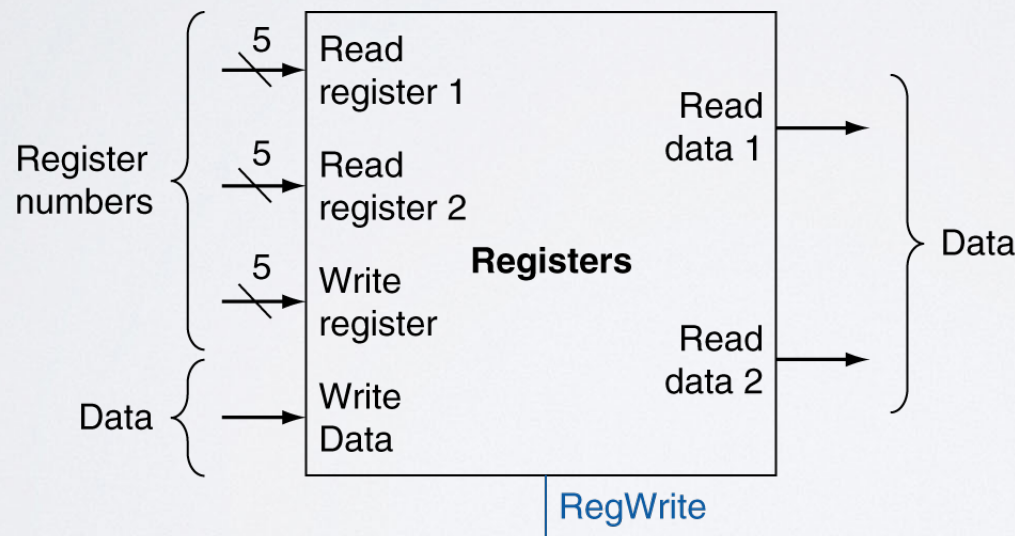 Register
numbers
Data
5
Read
register 1
5
Read
register 2
5
Write
register
Write
Data
Registers
Read
data 1
Read
data 2
Data
RegWrite